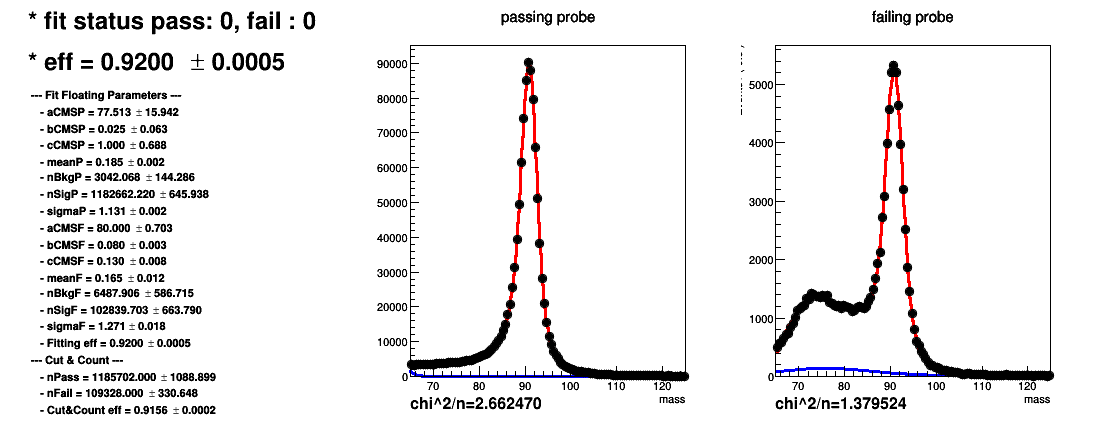 * fit status pass: 0, fail : 0
* eff = 0.9200 ± 0.0005
--- Fit Floating Parameters ---
- aCMSP = 77.513 ± 15.942
- bCMSP = 0.025 ± 0.063
- cCMSP = 1.000 ± 0.688
- meanP = 0.185 ± 0.002
- nBkgP = 3042.068 ± 144.286
- nSigP = 1182662.220 ± 645.938
- sigmaP = 1.131 ± 0.002
- aCMSF = 80.000 ± 0.703
- bCMSF = 0.080 ± 0.003
- cCMSF = 0.130 ± 0.008
- meanF = 0.165 ± 0.012
- nBkgF = 6487.906 ± 586.715
- nSigF = 102839.703 ± 663.790
- sigmaF = 1.271 ± 0.018
- Fitting eff = 0.9200 ± 0.0005
--- Cut & Count ---
- nPass = 1185702.000 ± 1088.899
- nFail = 109328.000 ± 330.648
- Cut&Count eff = 0.9156 ± 0.0002
passing probe
90000
80000
70000
60000
50000
40000
30000
20000
10000
0
70 80 90 100 110 120
mass
chi^2/n=2.662470
failing probe
5000
4000
3000
2000
1000
0
70 80 90 100 110 120
mass
chi^2/n=1.379524